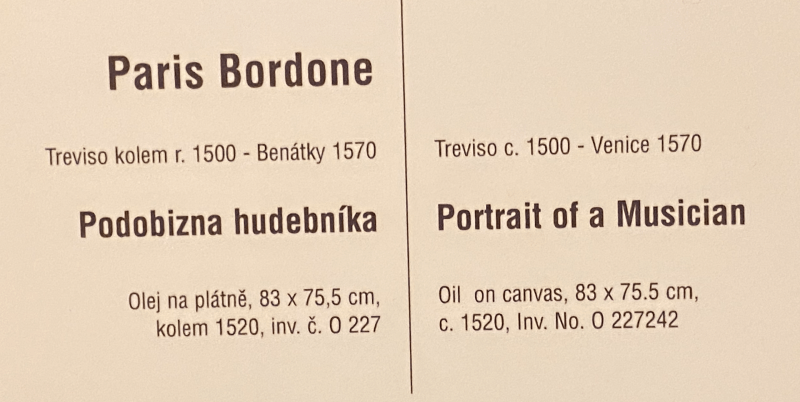 Paris Bordone
Treviso kolem r. 1500 - Benátky 1570
Podobizna hudebníka
Olej na plátně, 83 x 75,5 cm,
kolem 1520, inv. č. O 227
Treviso c. 1500 - Venice 1570
Portrait of a Musician
Oil on canvas, 83 x 75.5 cm,
c. 1520, Inv. No. O 227242